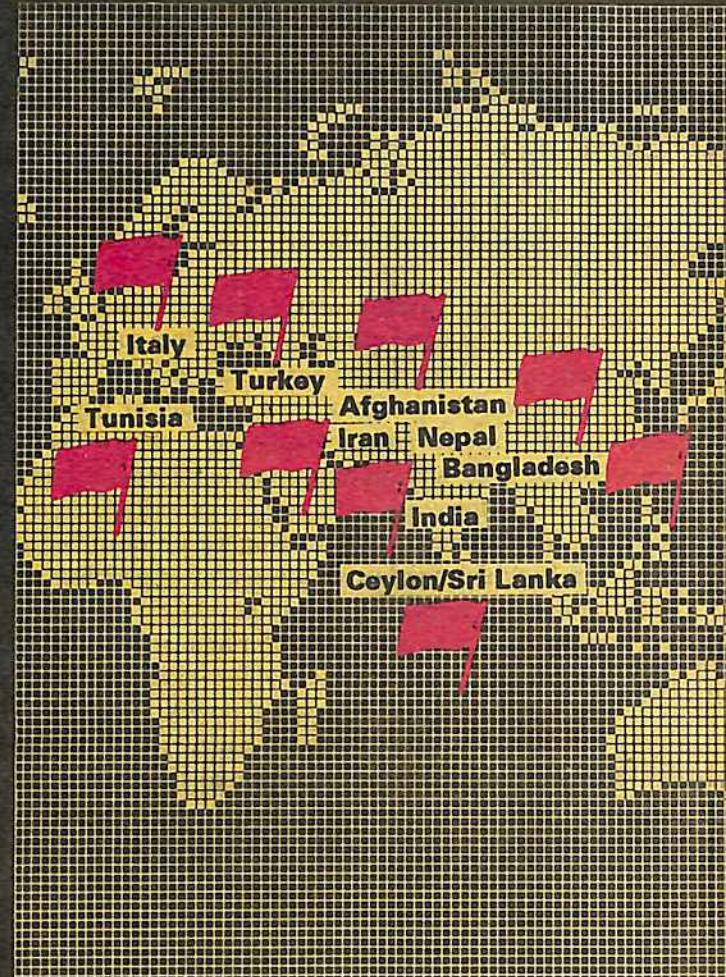 Italy
Turkey
Tunisia
Afghanistan
Iran Nepal
Bangladesh
India
Ceylon/Sri Lanka